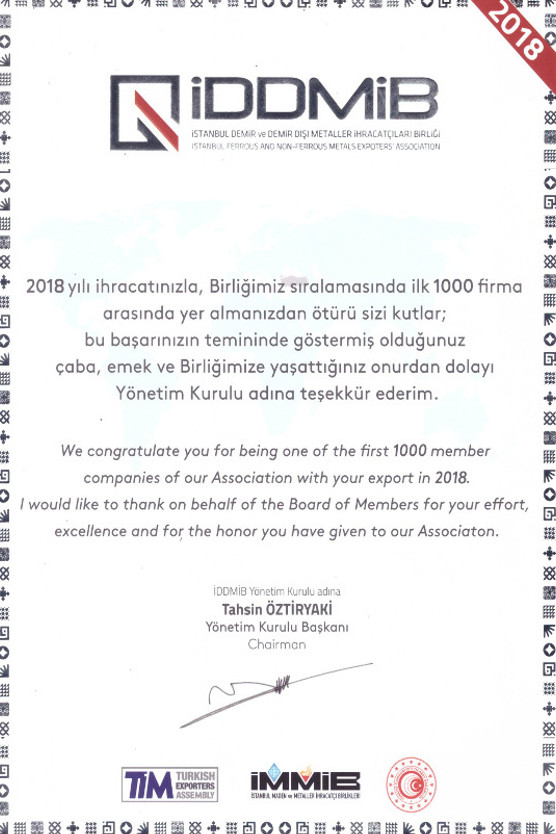 2018
iDDMiB
İSTANBUL DEMİR ve DEMİR DIŞI METALLER İHRACATÇILARI BİRLİĞİ
ISTANBUL FERROUS AND NON-FERROUS METALS EXPOTERS' ASSOCIATION
2018 yılı ihracatınızla, Birliğimiz sıralamasında ilk 1000 firma
arasında yer almanızdan ötürü sizi kutlar;
bu başarınızın temininde göstermiş olduğunuz
çaba, emek ve Birliğimize yaşattığınız onurdan dolayı
Yönetim Kurulu adına teşekkür ederim.
We congratulate you for being one of the first 1000 member
companies of our Association with your export in 2018.
I would like to thank on behalf of the Board of Members for your effort,
excellence and for the honor you have given to our Associaton.
İDDMİB Yönetim Kurulu adına
Tahsin ÖZTİRYAKİ
Yönetim Kurulu Başkanı
Chairman
TİM TURKISH
EXPORTERS
ASSEMBLY
iMMiB
İSTANBUL MADEN ve METALLER İHRACATÇI BİRLİKLERİ